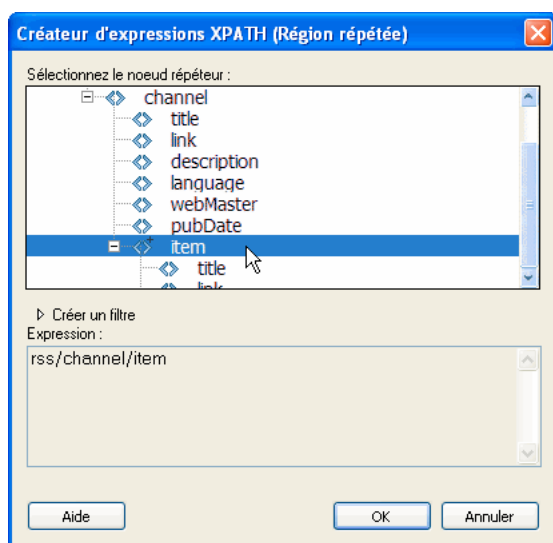 Créateur d'expressions XPATH (Région répétée)
Sélectionnez le noeud répéteur :
channel
title
link
description
language
webMaster
pubDate
item
title
link
Créer un filtre
Expression :
rss/channel/item
Aide
OK
Annuler